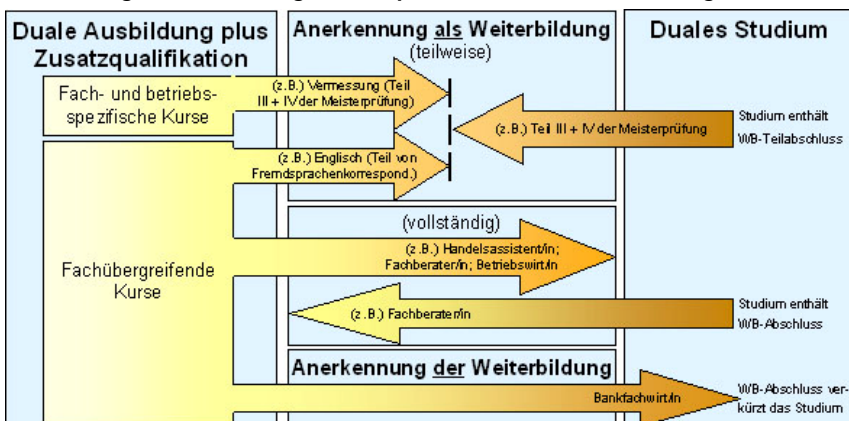 Duale Ausbildung plus
Zusatzqualifikation
Fach- und betriebs-
spezifische Kurse
Fachübergreifende
Kurse
Anerkennung als Weiterbildung
(teilweise)
(z.B.) Vermessung (Teil
III + IV der Meisterprüfung)
(z.B.) Teil III + IV der Meisterprüfung
(z.B.) Englisch (Teil von
Fremdsprachenkorrespond.)
(vollständig)
(z.B.) Handelsassistent/in;
Fachberater/in; Betriebswirt/in
(z.B.) Fachberater/in
Anerkennung der Weiterbildung
Bankfachwirt/in
Duales Studium
Studium enthält
WB-Teilabschluss
Studium enthält
WB-Abschluss
WB-Abschluss ver-
kürzt das Studium